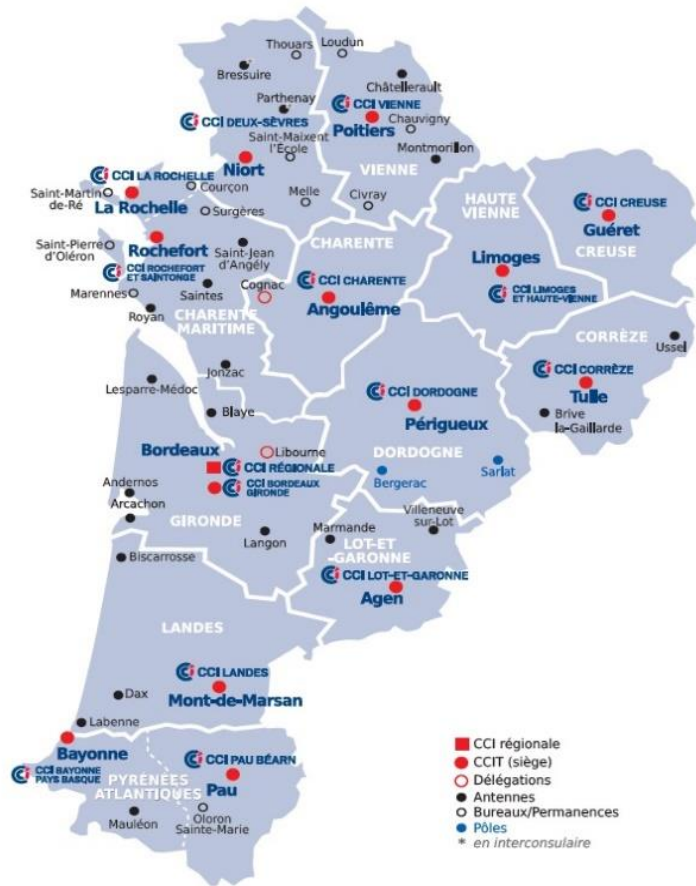 Thouars
Loudun
Bressuire
Châtellerault
Parthenay
CCI VIENNE
CCI DEUX-SÈVRES
Poitiers
Chauvigny
Saint-Maixent
l'École
Montmorillon
Niort
VIENNE
CCI LA ROCHELLE
Courçon
Saint-Martin
de-Ré
La Rochelle
Melle
Civray
HAUTE
VIENNE
CCI CREUSE
Surgères
Guéret
Rochefort
CHARENTE
CREUSE
Saint-Pierre
d'Oléron
Saint-Jean
d'Angély
Limoges
CCI ROCHEFORT
ET SAINTONGE
Cognac
CCI CHARENTE
CCI LIMOGES
ET HAUTE-VIENNE
Marennes
Saintes
Angoulême
Royan
CHARENTE
MARITIME
CORRÈZE
Ussel
Jonzac
CCI CORRÈZE
Lesparre-Médoc
CCI DORDOGNE
Tulle
Blaye
Périgueux
Brive
la-Gaillarde
Bordeaux
Libourne
DORDOGNE
CCI RÉGIONALE
Sarlat
Bergerac
CCI BORDEAUX
GIRONDE
Andernos
Arcachon
Villeneuve
sur-Lot
GIRONDE
Marmande
Langon
LOT-ET
-GARONNE
Biscarrosse
CCI LOT-ET-GARONNE
Agen
LANDES
CCI LANDES
Dax
Mont-de-Marsan
Labenne
Bayonne
CCI PAU BÉARN
CCI BAYONNE
PAYS BASQUE
PYRÉNÉES
ATLANTIQUES
Pau
Mauléon
Oloron
Sainte-Marie
CCI régionale
CCIT (siège)
Délégations
Antennes
Bureaux/Permanences
Pôles
* en interconsulaire